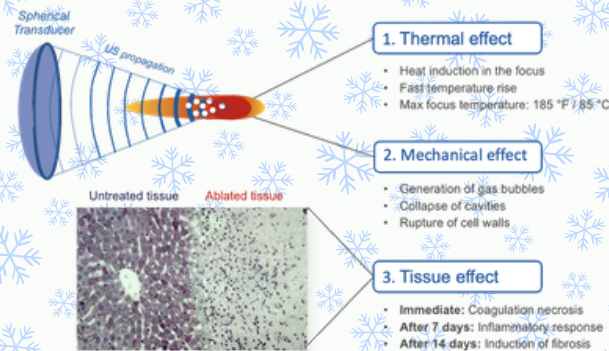 Spherical
Transducer
US propagation
1. Thermal effect
• Heat induction in the focus
• Fast temperature rise
• Max focus temperature: 185 °F / 85 °C
2. Mechanical effect
• Generation of gas bubbles
• Collapse of cavities
• Rupture of cell walls
Untreated tissue Ablated tissue
3. Tissue effect
• Immediate: Coagulation necrosis
• After 7 days: Inflammatory response
• After 14 days: Induction of fibrosis